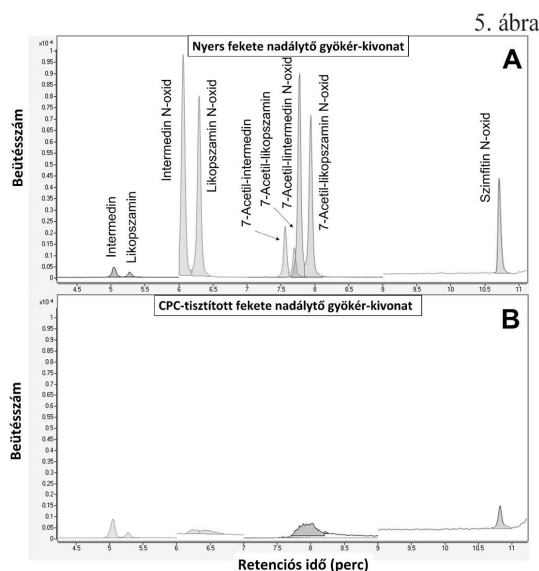 5. ábra
Nyers fekete nadálytő gyökér-kivonat
A
Beütésszám
x10 4
1
0.95
0.9
0.85
0.8
0.75
0.7
0.65
0.6
0.55
0.5
0.45
0.4
0.35
0.3
0.25
0.2
0.15
0.1
0.05
0
Intermedin
Likopszamin
Intermedin N-oxid
Likopszamin N-oxid
7-Acetil-intermedin
7-Acetil-likopszamin
7-Acetil-Iintermedin N-oxid
7-Acetil-likopszamin N-oxid
Szimfitin N-oxid
4.5 5 5.5 6 6.5 7 7.5 8 8.5 9 9.5 10 10.5 11
CPC-tisztított fekete nadálytő gyökér-kivonat
B
Beütésszám
x10 4
1
0.95
0.9
0.85
0.8
0.75
0.7
0.65
0.6
0.55
0.5
0.45
0.4
0.35
0.3
0.25
0.2
0.15
0.1
0.05
0
4.5 5 5.5 6 6.5 7 7.5 8 8.5 9 9.5 10 10.5 11
Retenciós idő (perc)